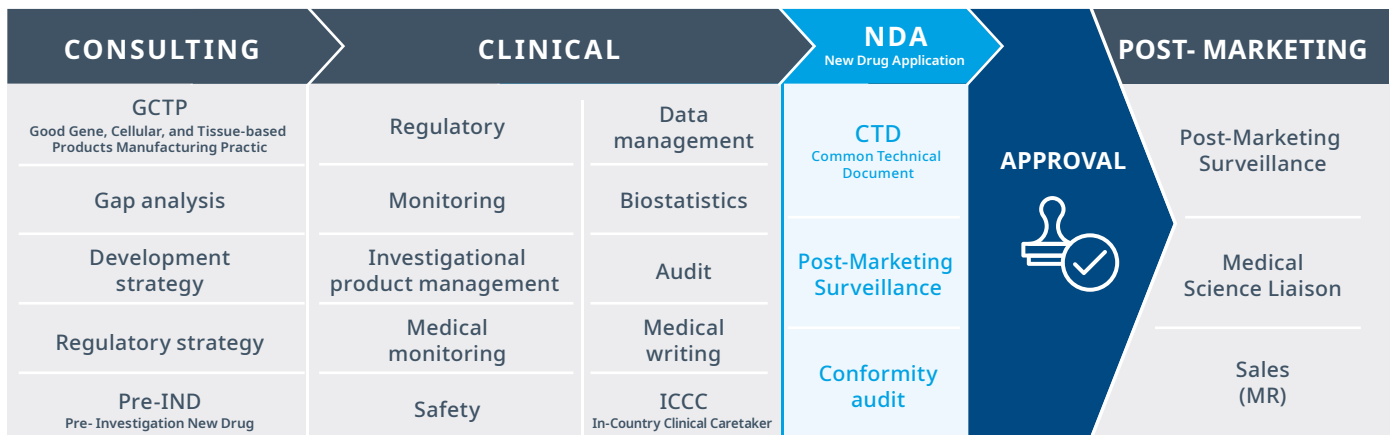 CONSULTING
CLINICAL
NDA
New Drug Application
POST- MARKETING
GCTP
Good Gene, Cellular, and Tissue-based
Products Manufacturing Practic
Gap analysis
Development
strategy
Regulatory strategy
Pre-IND
Pre- Investigation New Drug
Regulatory
Monitoring
Investigational
product management
Medical
monitoring
Safety
Data
management
Biostatistics
Audit
Medical
writing
ICCC
In-Country Clinical Caretaker
CTD
Common Technical
Document
Post-Marketing
Surveillance
Conformity
audit
APPROVAL
Post-Marketing
Surveillance
Medical
Science Liaison
Sales
(MR)